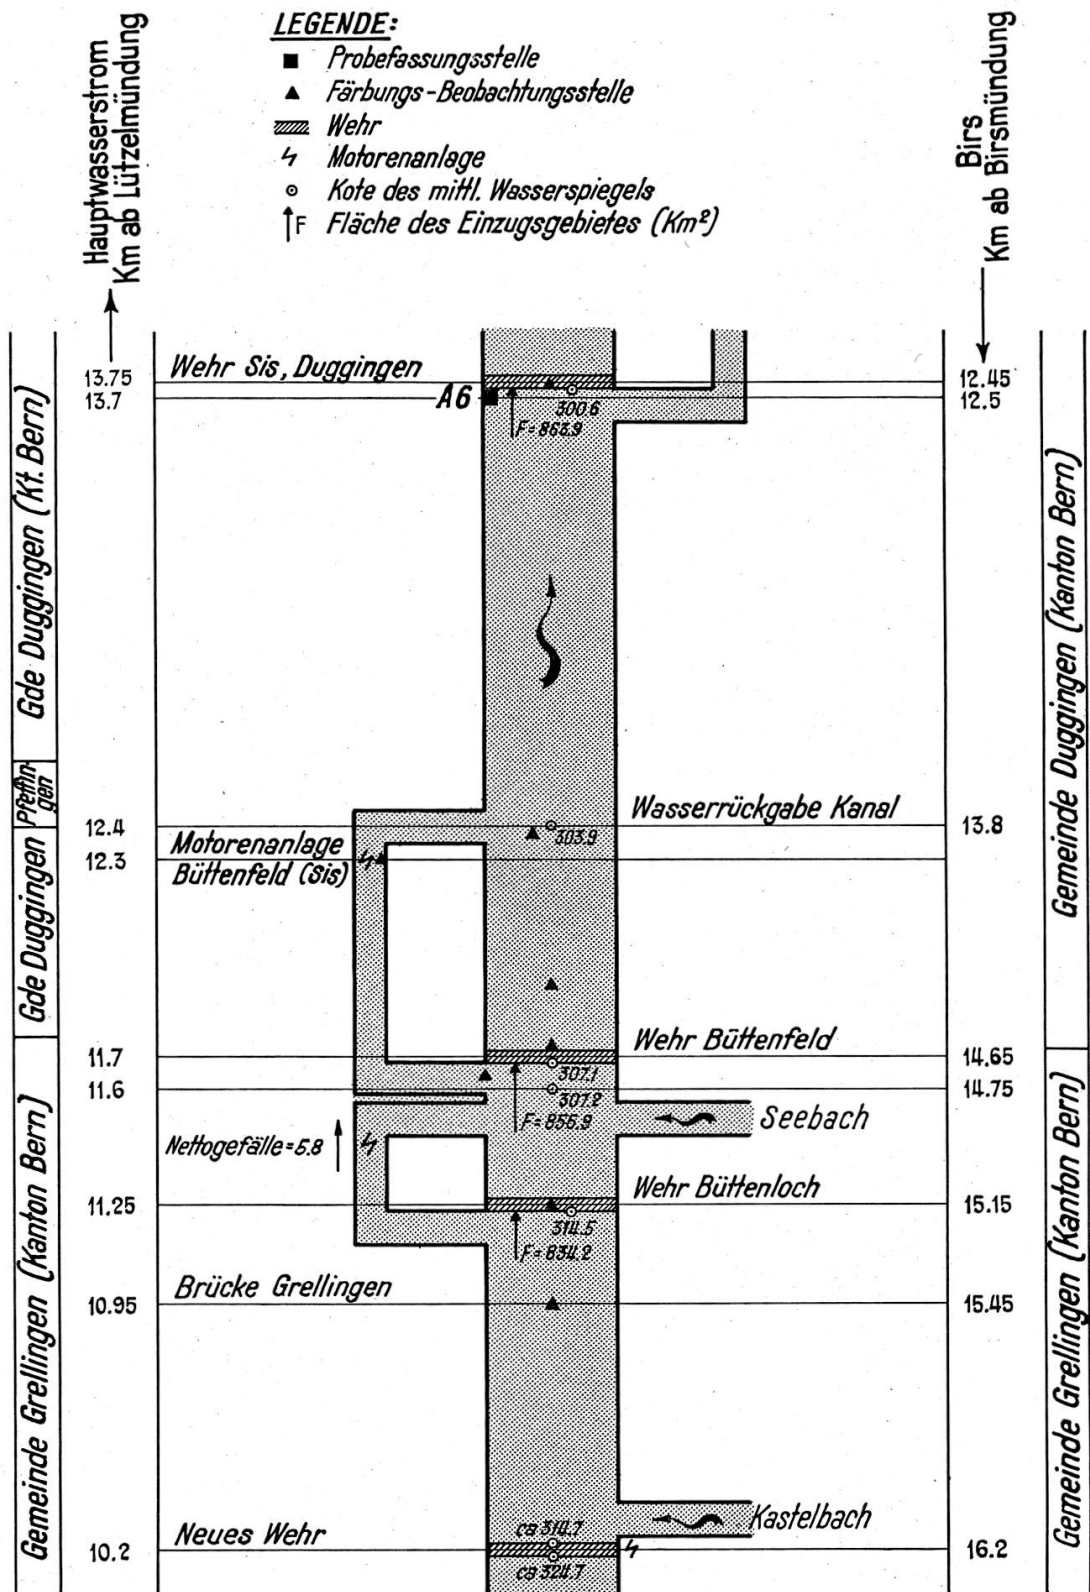 LEGENDE:
Probefassungsstelle
Färbungs-Beobachtungsstelle
Wehr
Motorenanlage
Kote des mittl. Wasserspiegels
F Fläche des Einzugsgebietes (Km²)
Hauptwasserstrom
Km ab Lützelmündung
Birs
Km ab Birsmündung
13.75 Wehr Sis, Duggingen 12.45
13.7 A6 300.6 12.5
F=863.9
Gde Duggingen (Kt. Bern)
Gemeinde Duggingen (Kanton Bern)
Pfeffin-
gen
12.4 303.9 Wasserrückgabe Kanal 13.8
12.3 Motorenanlage
Büttenfeld (Sis)
Gde Duggingen
11.7 Wehr Büttenfeld 14.65
307.1
11.6 307.2 14.75
F=856.9
Seebach
Nettogefälle=5.8
11.25 Wehr Büttenloch 15.15
314.5
F=834.2
Brücke Grellingen
10.95 15.45
Gemeinde Grellingen (Kanton Bern)
Gemeinde Grellingen (Kanton Bern)
Kastelbach
ca 314.7
10.2 Neues Wehr 16.2
ca 324.7